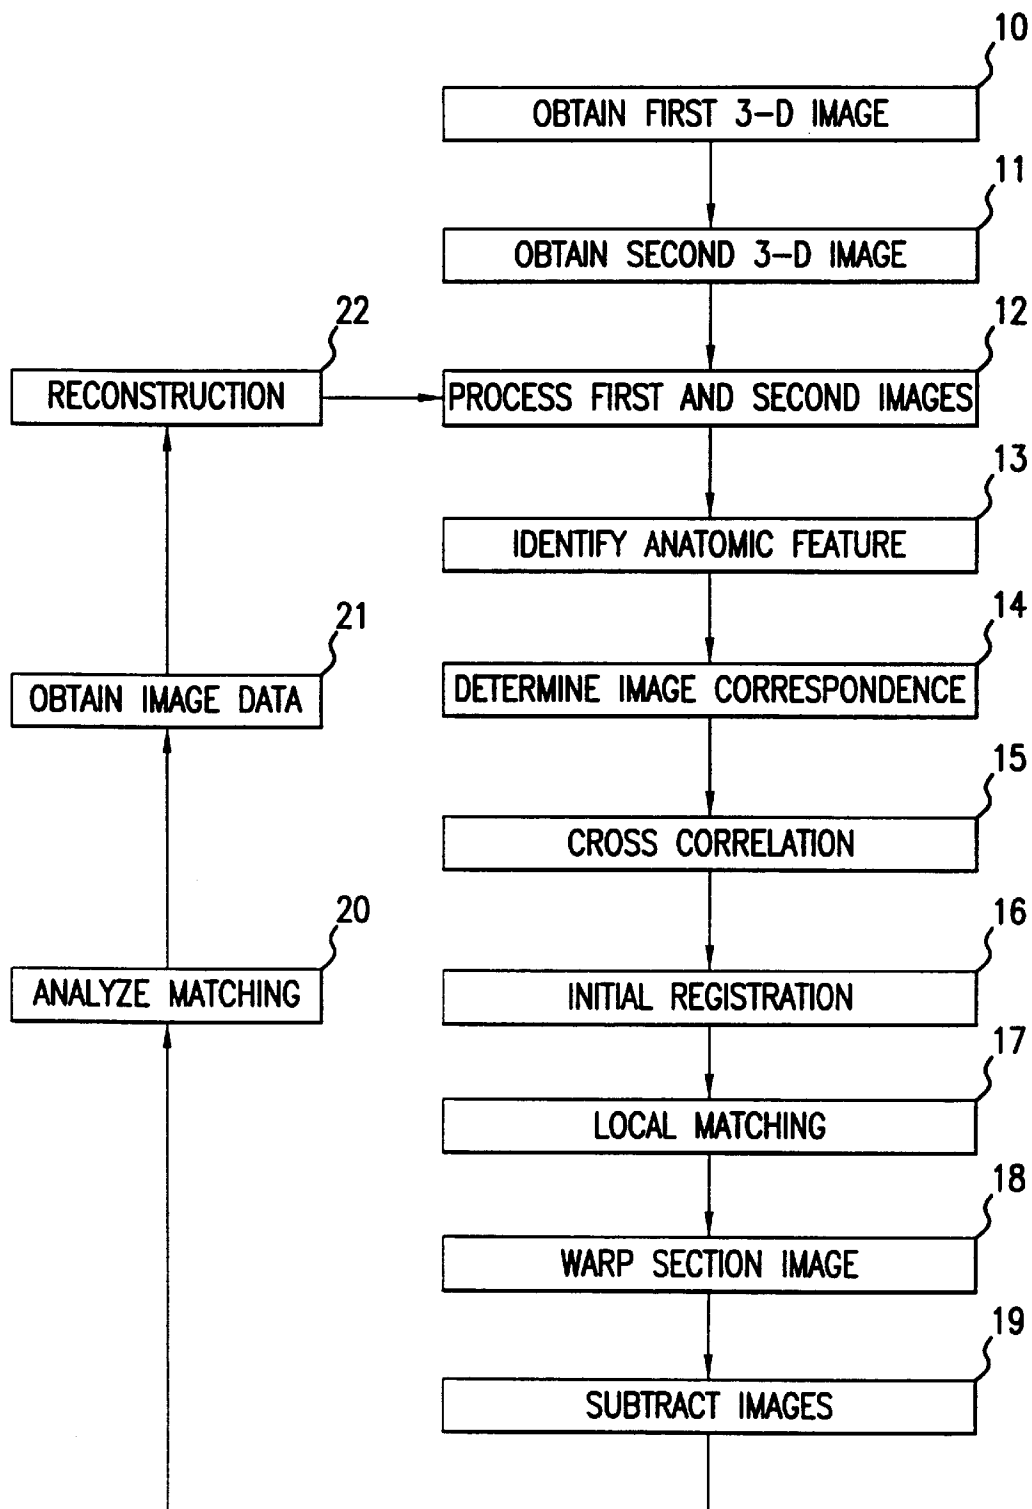 10
OBTAIN FIRST 3-D IMAGE
11
OBTAIN SECOND 3-D IMAGE
12
PROCESS FIRST AND SECOND IMAGES
13
IDENTIFY ANATOMIC FEATURE
14
DETERMINE IMAGE CORRESPONDENCE
15
CROSS CORRELATION
16
INITIAL REGISTRATION
17
LOCAL MATCHING
18
WARP SECTION IMAGE
19
SUBTRACT IMAGES
20
ANALYZE MATCHING
21
OBTAIN IMAGE DATA
22
RECONSTRUCTION